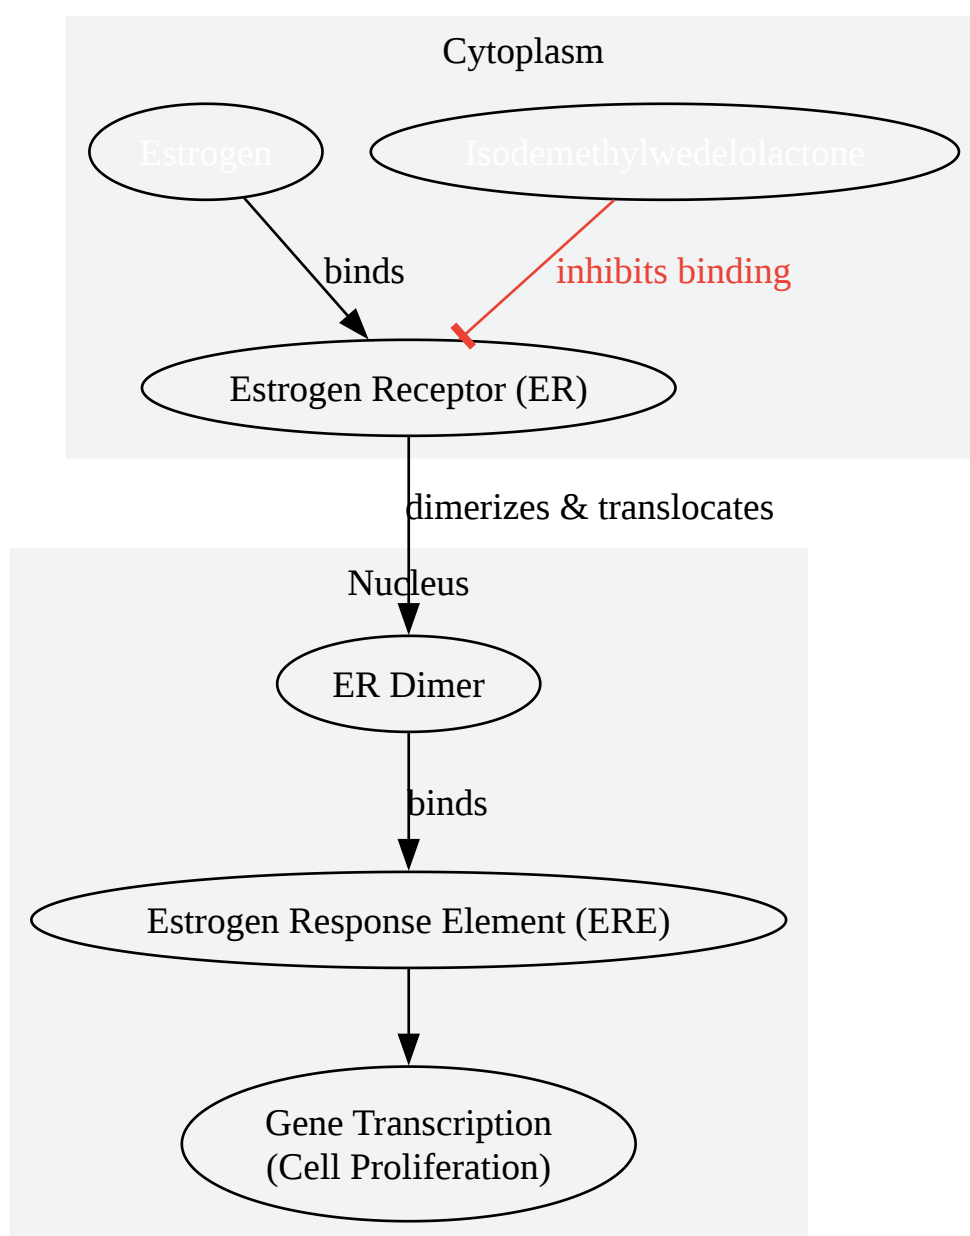 Cytoplasm
Estrogen
Isodemethylwedelolactone
binds
inhibits binding
Estrogen Receptor (ER)
dimerizes & translocates
Nucleus
ER Dimer
binds
Estrogen Response Element (ERE)
Gene Transcription
(Cell Proliferation)